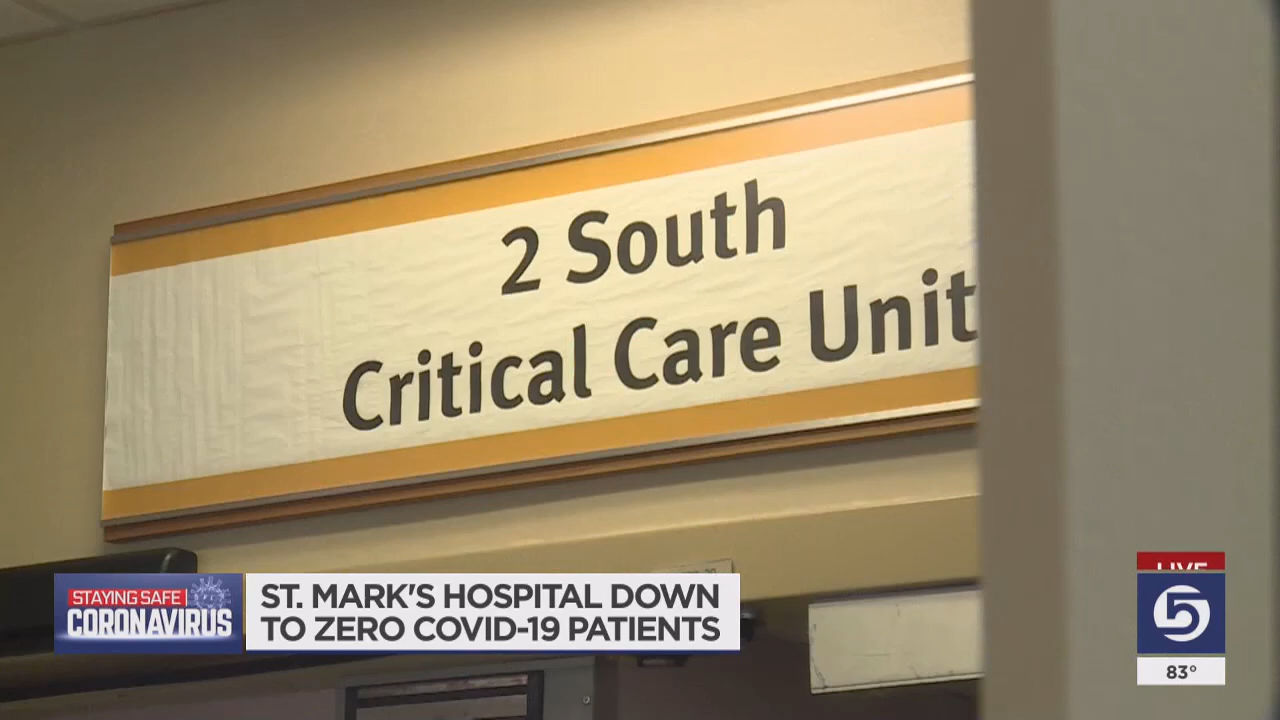 2 South
Critical Care Unit
STAYING SAFE
CORONAVIRUS
ST. MARK'S HOSPITAL DOWN
TO ZERO COVID-19 PATIENTS
LIVE
5
83°